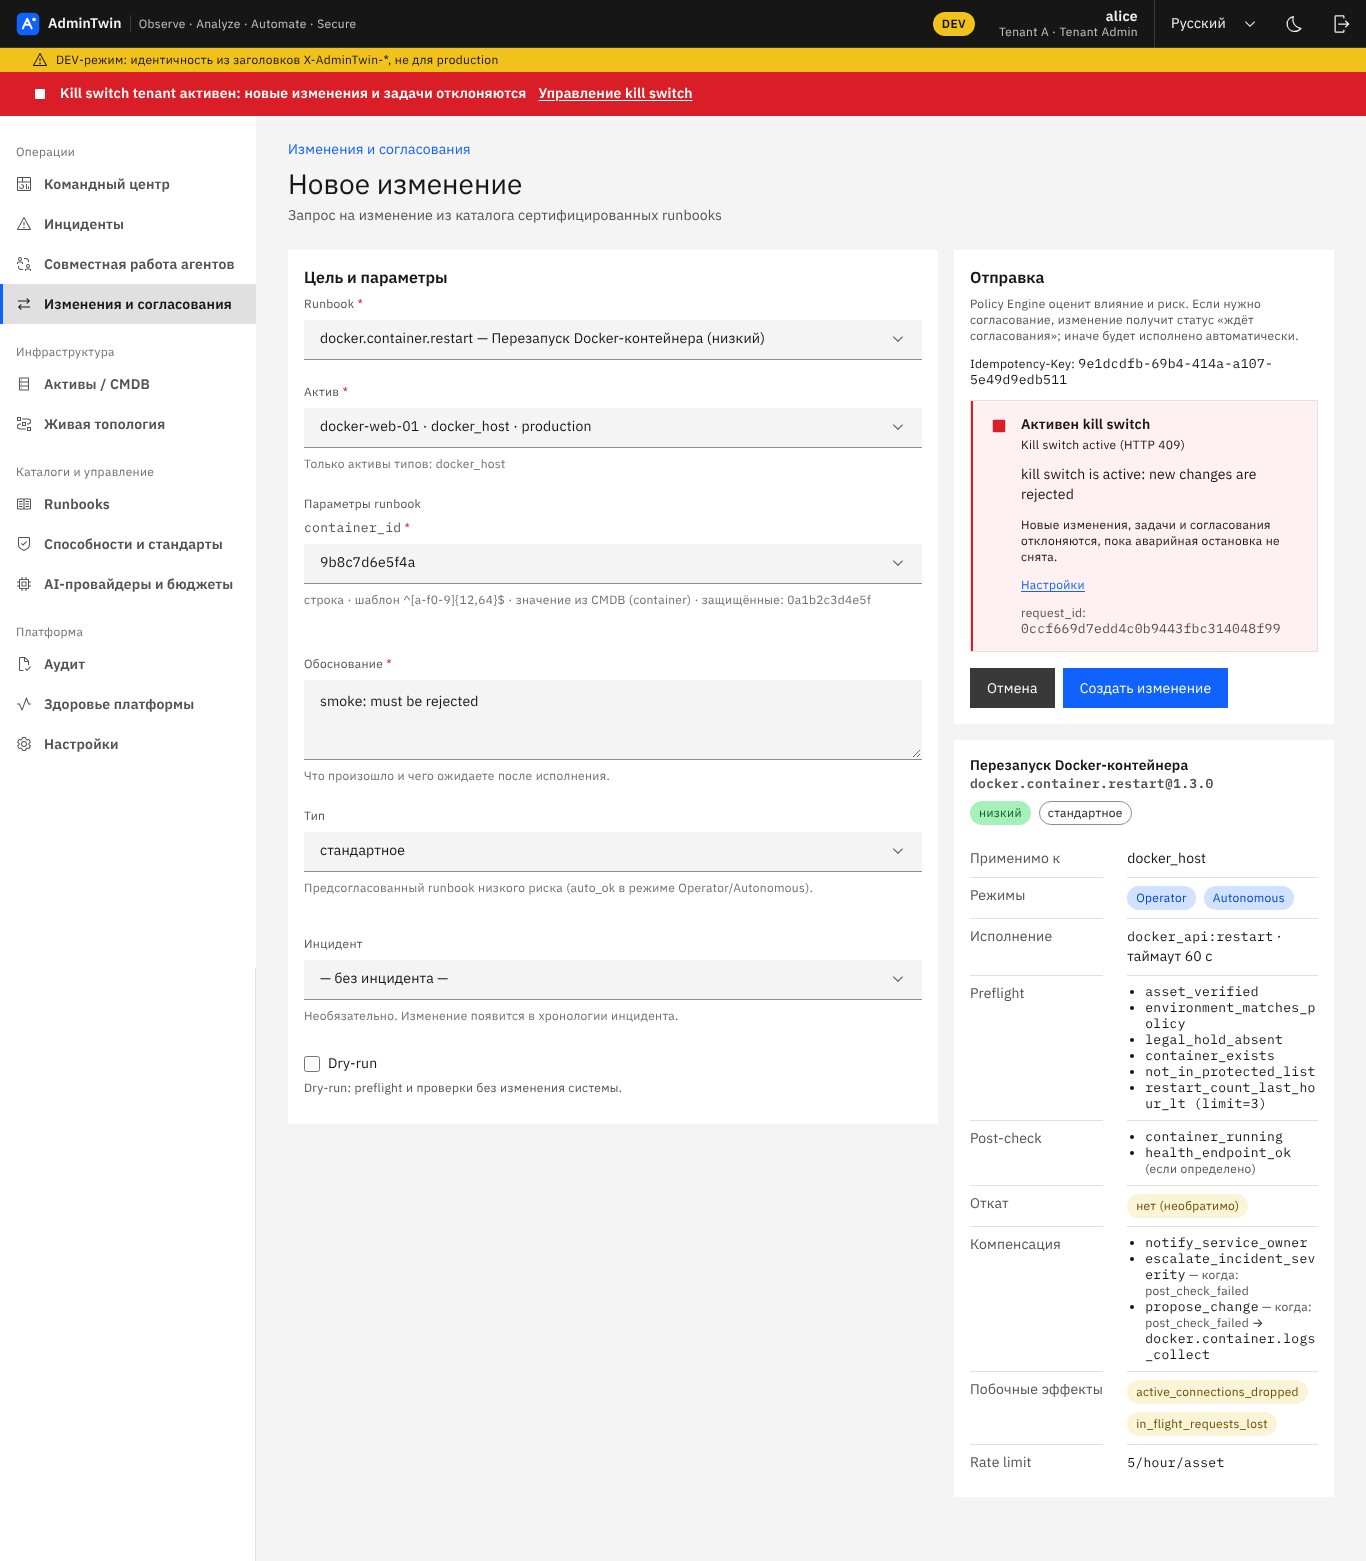 AdminTwin
Observe · Analyze · Automate · Secure
DEV
alice
Tenant A · Tenant Admin
Русский
DEV-режим: идентичность из заголовков X-AdminTwin-*, не для production
Kill switch tenant активен: новые изменения и задачи отклоняются Управление kill switch
Операции
Командный центр
Инциденты
Совместная работа агентов
Изменения и согласования
Инфраструктура
Активы / CMDB
Живая топология
Каталоги и управление
Runbooks
Способности и стандарты
AI-провайдеры и бюджеты
Платформа
Аудит
Здоровье платформы
Настройки
Изменения и согласования
Новое изменение
Запрос на изменение из каталога сертифицированных runbooks
Цель и параметры
Runbook *
docker.container.restart — Перезапуск Docker-контейнера (низкий)
Актив *
docker-web-01 · docker_host · production
Только активы типов: docker_host
Параметры runbook
container_id *
9b8c7d6e5f4a
строка · шаблон ^[a-f0-9]{12,64}$ · значение из CMDB (container) · защищённые: 0a1b2c3d4e5f
Обоснование *
smoke: must be rejected
Что произошло и чего ожидаете после исполнения.
Тип
стандартное
Предсогласованный runbook низкого риска (auto_ok в режиме Operator/Autonomous).
Инцидент
— без инцидента —
Необязательно. Изменение появится в хронологии инцидента.
Dry-run
Dry-run: preflight и проверки без изменения системы.
Отправка
Policy Engine оценит влияние и риск. Если нужно
согласование, изменение получит статус «ждёт
согласования»; иначе будет исполнено автоматически.
Idempotency-Key: 9e1dcdfb-69b4-414a-a107-
5e49d9edb511
Активен kill switch
Kill switch active (HTTP 409)
kill switch is active: new changes are
rejected
Новые изменения, задачи и согласования
отклоняются, пока аварийная остановка не
снята.
Настройки
request_id:
0ccf669d7edd4c0b9443fbc314048f99
Отмена
Создать изменение
Перезапуск Docker-контейнера
docker.container.restart@1.3.0
низкий
стандартное
Применимо к
docker_host
Режимы
Operator
Autonomous
Исполнение
docker_api:restart ·
таймаут 60 с
Preflight
• asset_verified
• environment_matches_p
olicy
• legal_hold_absent
• container_exists
• not_in_protected_list
• restart_count_last_ho
ur_lt (limit=3)
Post-check
• container_running
• health_endpoint_ok
(если определено)
Откат
нет (необратимо)
Компенсация
• notify_service_owner
• escalate_incident_sev
erity — когда:
post_check_failed
• propose_change — когда:
post_check_failed →
docker.container.logs
_collect
Побочные эффекты
active_connections_dropped
in_flight_requests_lost
Rate limit
5/hour/asset